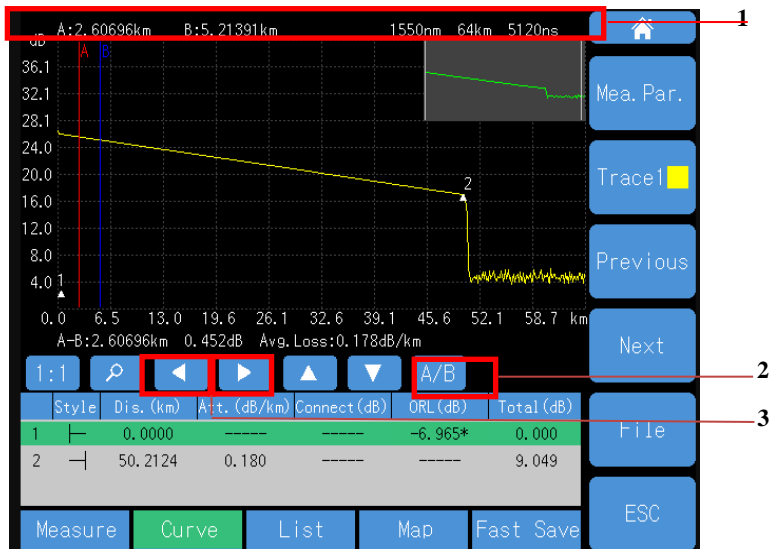 A:2.60696km B:5.21391km 1550nm 64km 5120ns
1
dB
A B
36.1
32.1
28.1
24.0
20.0
16.0
12.0
8.0
4.0
1
2
0.0 6.5 13.0 19.6 26.1 32.6 39.1 45.6 52.1 58.7 km
A-B:2.60696km 0.452dB Avg.Loss:0.178dB/km
1:1 A/B
2
Style Dis.(km) Att.(dB/km) Connect(dB) ORL(dB) Total(dB)
3
1 0.0000 ----- ----- -6.965* 0.000
2 50.2124 0.180 ----- ----- 9.049
Measure Curve List Map Fast Save
Mea.Par.
Trace1
Previous
Next
File
ESC